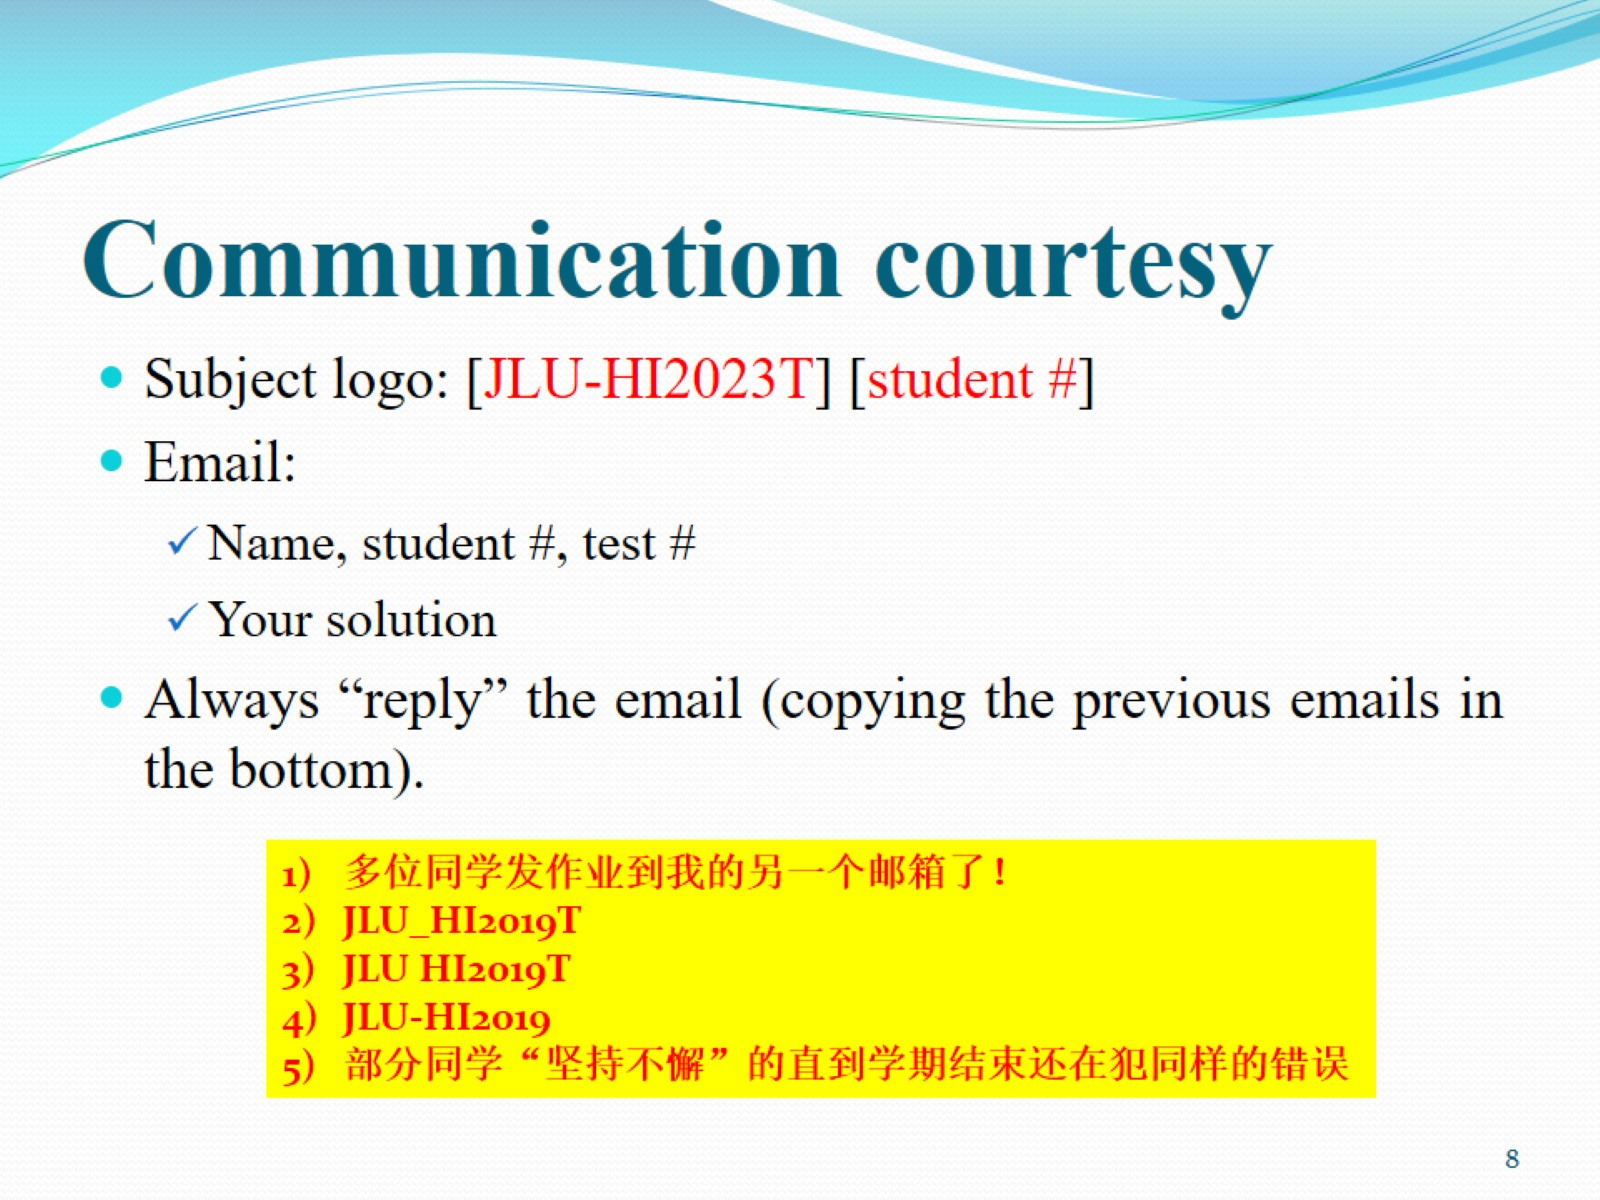 Communication courtesy
Subject logo: [JLU-HI2023T] [student #]
Email:
Name, student #, test #
Your solution
Always “reply” the email (copying the previous emails in
the bottom).
1) 多位同学发作业到我的另一个邮箱了！
2) JLU_HI2019T
3) JLU HI2019T
4) JLU-HI2019
5) 部分同学“坚持不懈”的直到学期结束还在犯同样的错误
8